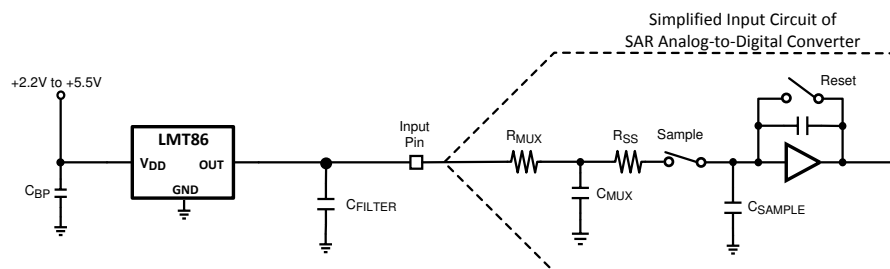 Simplified Input Circuit of
SAR Analog-to-Digital Converter
+2.2V to +5.5V
Reset
LMT86
Input
Pin
RMUX
RSS
Sample
VDD
OUT
GND
CBP
CFILTER
CMUX
CSAMPLE